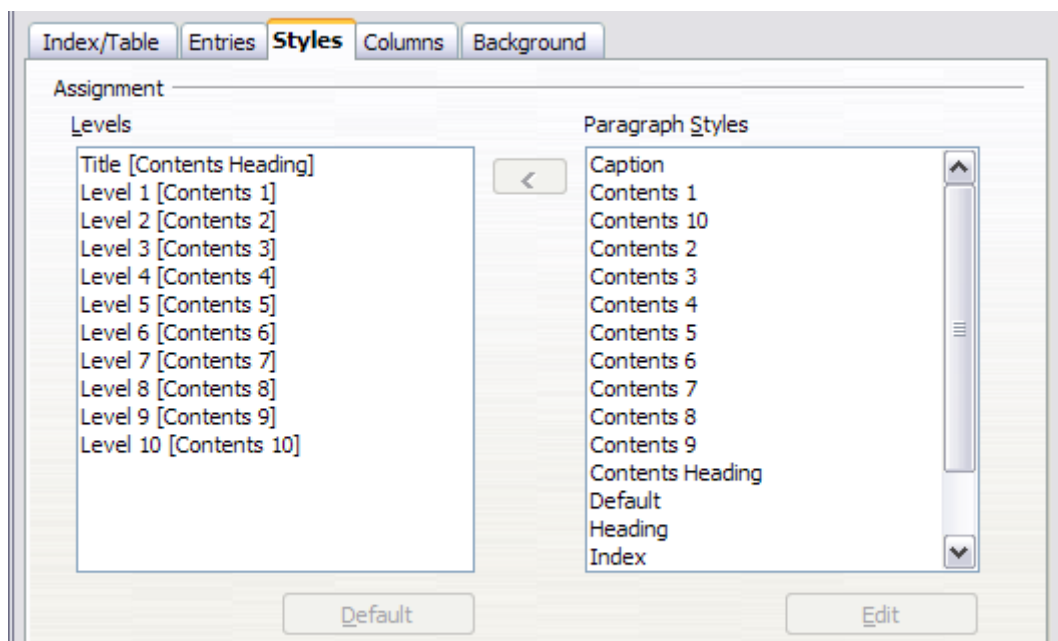 Index/Table Entries Styles Columns Background
Assignment
Levels
Title [Contents Heading]
Level 1 [Contents 1]
Level 2 [Contents 2]
Level 3 [Contents 3]
Level 4 [Contents 4]
Level 5 [Contents 5]
Level 6 [Contents 6]
Level 7 [Contents 7]
Level 8 [Contents 8]
Level 9 [Contents 9]
Level 10 [Contents 10]
<
Paragraph Styles
Caption
Contents 1
Contents 10
Contents 2
Contents 3
Contents 4
Contents 5
Contents 6
Contents 7
Contents 8
Contents 9
Contents Heading
Default
Heading
Index
Default
Edit